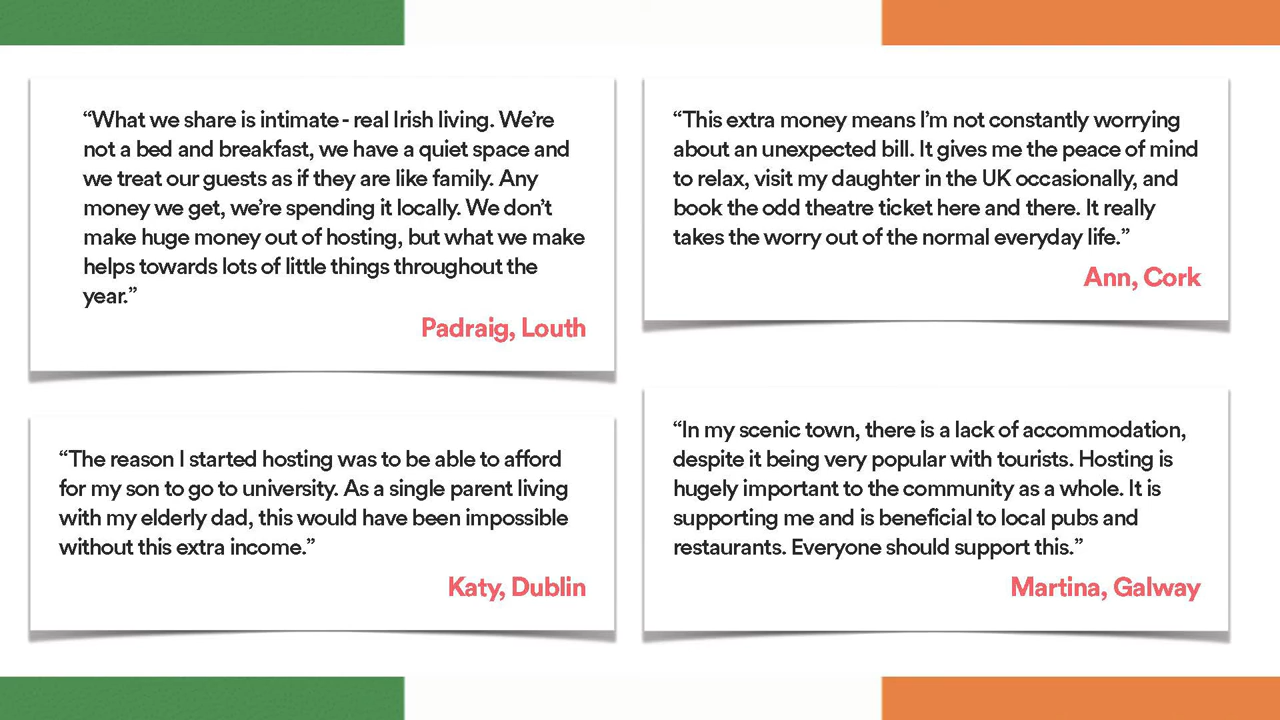 “What we share is intimate - real Irish living. We’re
not a bed and breakfast, we have a quiet space and
we treat our guests as if they are like family. Any
money we get, we’re spending it locally. We don’t
make huge money out of hosting, but what we make
helps towards lots of little things throughout the
year.”
Padraig, Louth
“This extra money means I’m not constantly worrying
about an unexpected bill. It gives me the peace of mind
to relax, visit my daughter in the UK occasionally, and
book the odd theatre ticket here and there. It really
takes the worry out of the normal everyday life.”
Ann, Cork
“The reason I started hosting was to be able to afford
for my son to go to university. As a single parent living
with my elderly dad, this would have been impossible
without this extra income.”
Katy, Dublin
“In my scenic town, there is a lack of accommodation,
despite it being very popular with tourists. Hosting is
hugely important to the community as a whole. It is
supporting me and is beneficial to local pubs and
restaurants. Everyone should support this.”
Martina, Galway